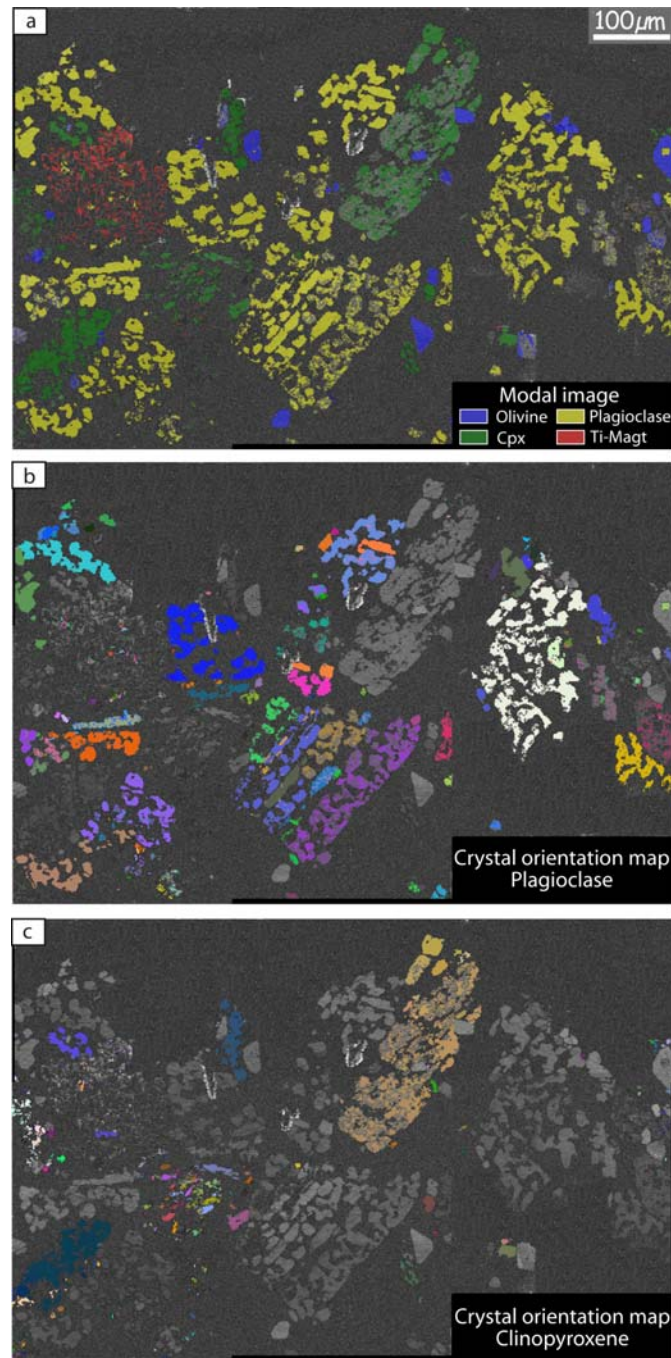 a
100µm
Modal image
Olivine Plagioclase
Cpx Ti-Magt
b
Crystal orientation map
Plagioclase
c
Crystal orientation map
Clinopyroxene